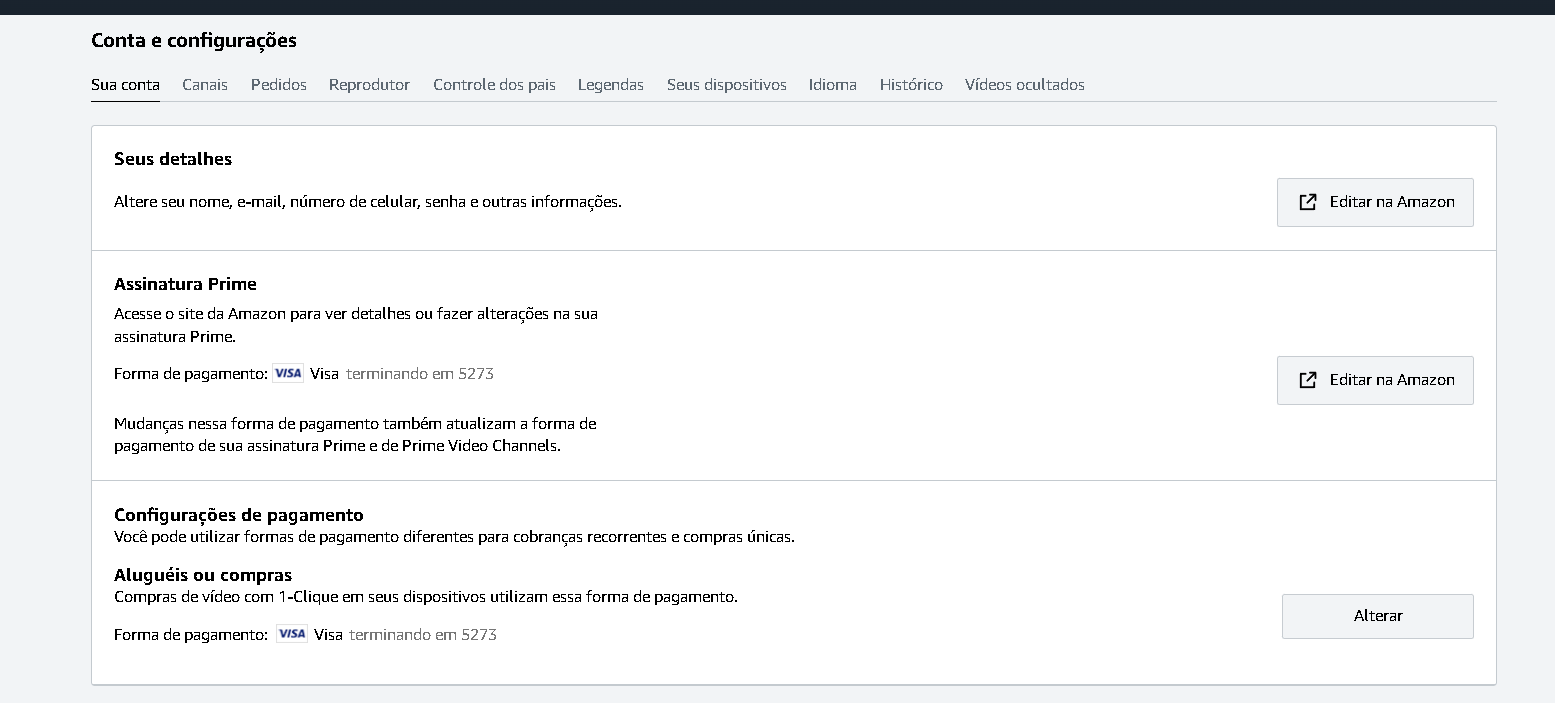 Conta e configurações
Sua conta Canais Pedidos Reprodutor Controle dos pais Legendas Seus dispositivos Idioma Histórico Vídeos ocultados
Seus detalhes
Altere seu nome, e-mail, número de celular, senha e outras informações.
Editar na Amazon
Assinatura Prime
Acesse o site da Amazon para ver detalhes ou fazer alterações na sua
assinatura Prime.
Forma de pagamento: VISA Visa terminando em 5273
Editar na Amazon
Mudanças nessa forma de pagamento também atualizam a forma de
pagamento de sua assinatura Prime e de Prime Video Channels.
Configurações de pagamento
Você pode utilizar formas de pagamento diferentes para cobranças recorrentes e compras únicas.
Aluguéis ou compras
Compras de vídeo com 1-Clique em seus dispositivos utilizam essa forma de pagamento.
Alterar
Forma de pagamento: VISA Visa terminando em 5273